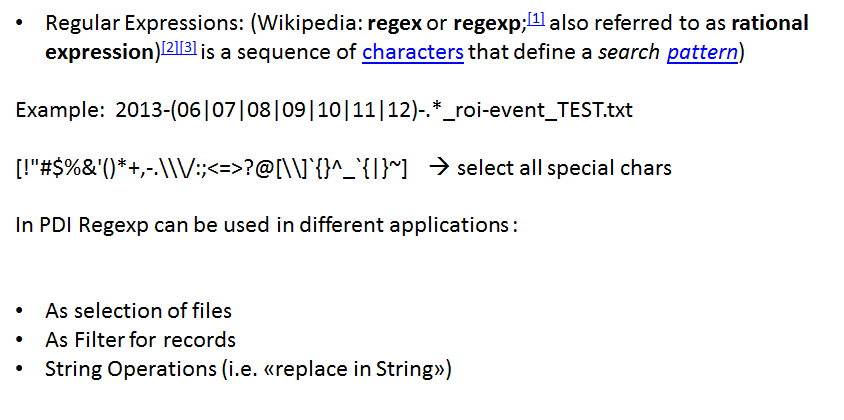 • Regular Expressions: (Wikipedia: regex or regexp;[1] also referred to as rational
expression)[2][3] is a sequence of characters that define a search pattern)
Example: 2013-(06|07|08|09|10|11|12)-.*_roi-event_TEST.txt
[!"#$%&'()*+,-.\\\/:;<=>?@[\\]`{}^_`{|}~] → select all special chars
In PDI Regexp can be used in different applications:
• As selection of files
• As Filter for records
• String Operations (i.e. «replace in String»)